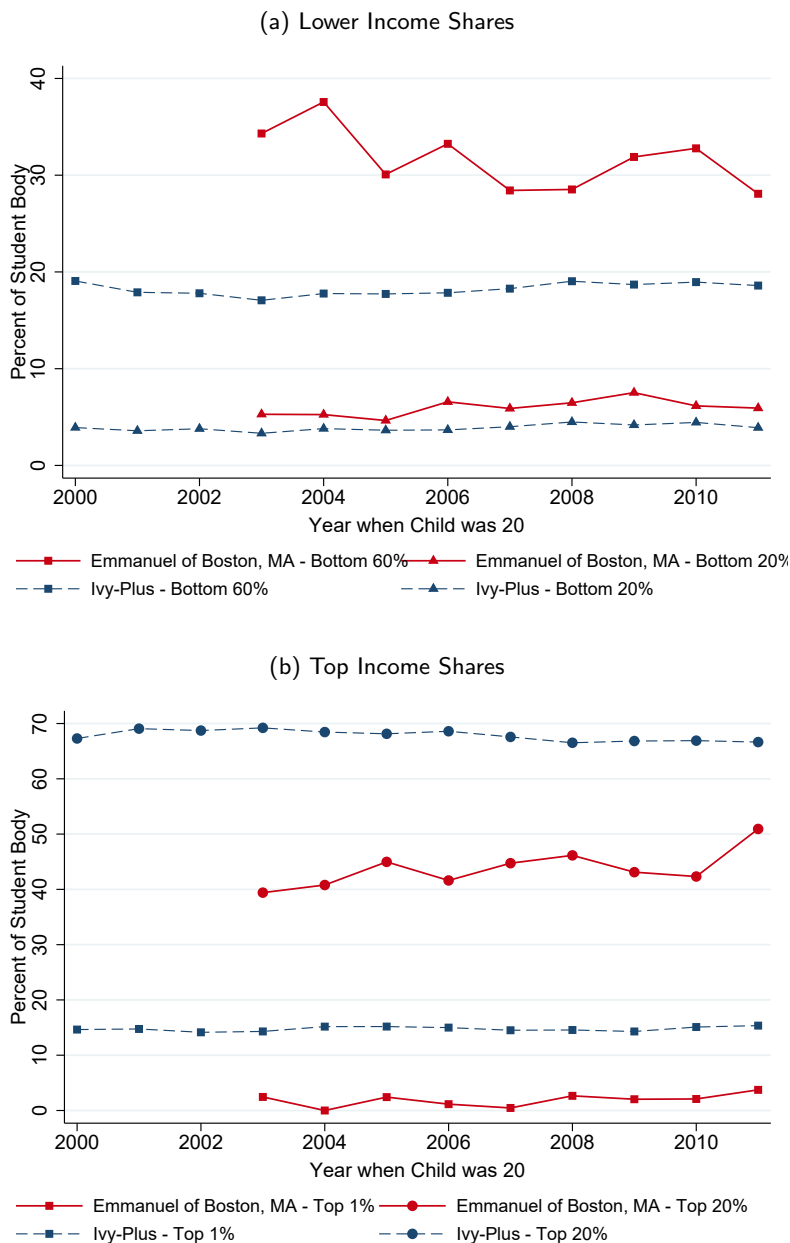 (a) Lower Income Shares
Percent of Student Body
40
30
20
10
0
2000 2002 2004 2006 2008 2010
Year when Child was 20
Emmanuel of Boston, MA - Bottom 60% Emmanuel of Boston, MA - Bottom 20%
Ivy-Plus - Bottom 60% Ivy-Plus - Bottom 20%
(b) Top Income Shares
Percent of Student Body
70
60
50
40
30
20
10
0
2000 2002 2004 2006 2008 2010
Year when Child was 20
Emmanuel of Boston, MA - Top 1% Emmanuel of Boston, MA - Top 20%
Ivy-Plus - Top 1% Ivy-Plus - Top 20%